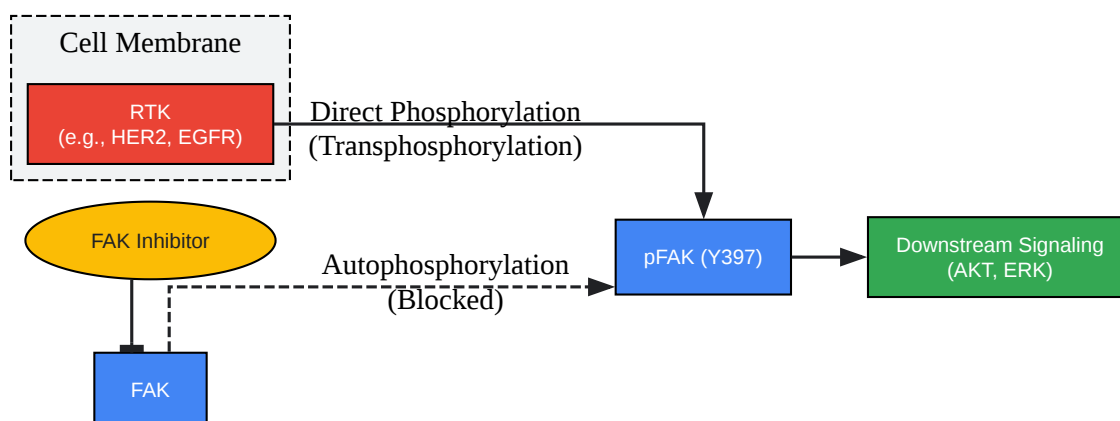 Cell Membrane
RTK
(e.g., HER2, EGFR)
Direct Phosphorylation
(Transphosphorylation)
FAK Inhibitor
Autophosphorylation
(Blocked)
pFAK (Y397)
Downstream Signaling
(AKT, ERK)
FAK